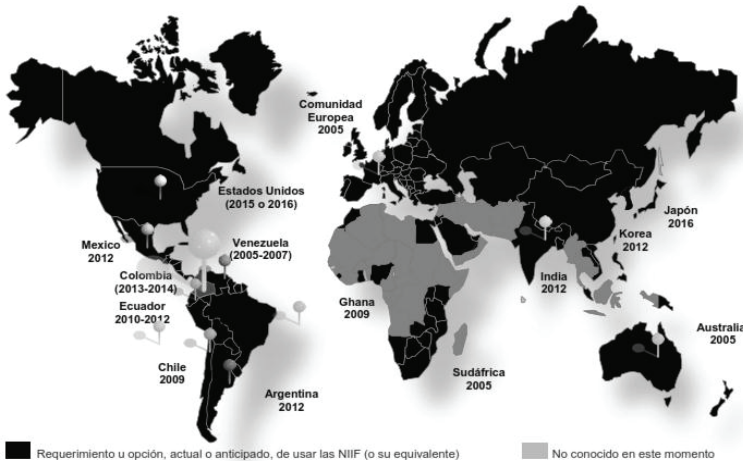 Comunidad
Europea
2005
Estados Unidos
(2015 o 2016)
Mexico
2012
Venezuela
(2005-2007)
Colombia
(2013-2014)
Ecuador
2010-2012
Chile
2009
Argentina
2012
Ghana
2009
Sudáfrica
2005
India
2012
Korea
2012
Japón
2016
Australia
2005
Requerimiento u opción, actual o anticipado, de usar las NIIF (o su equivalente)
No conocido en este momento